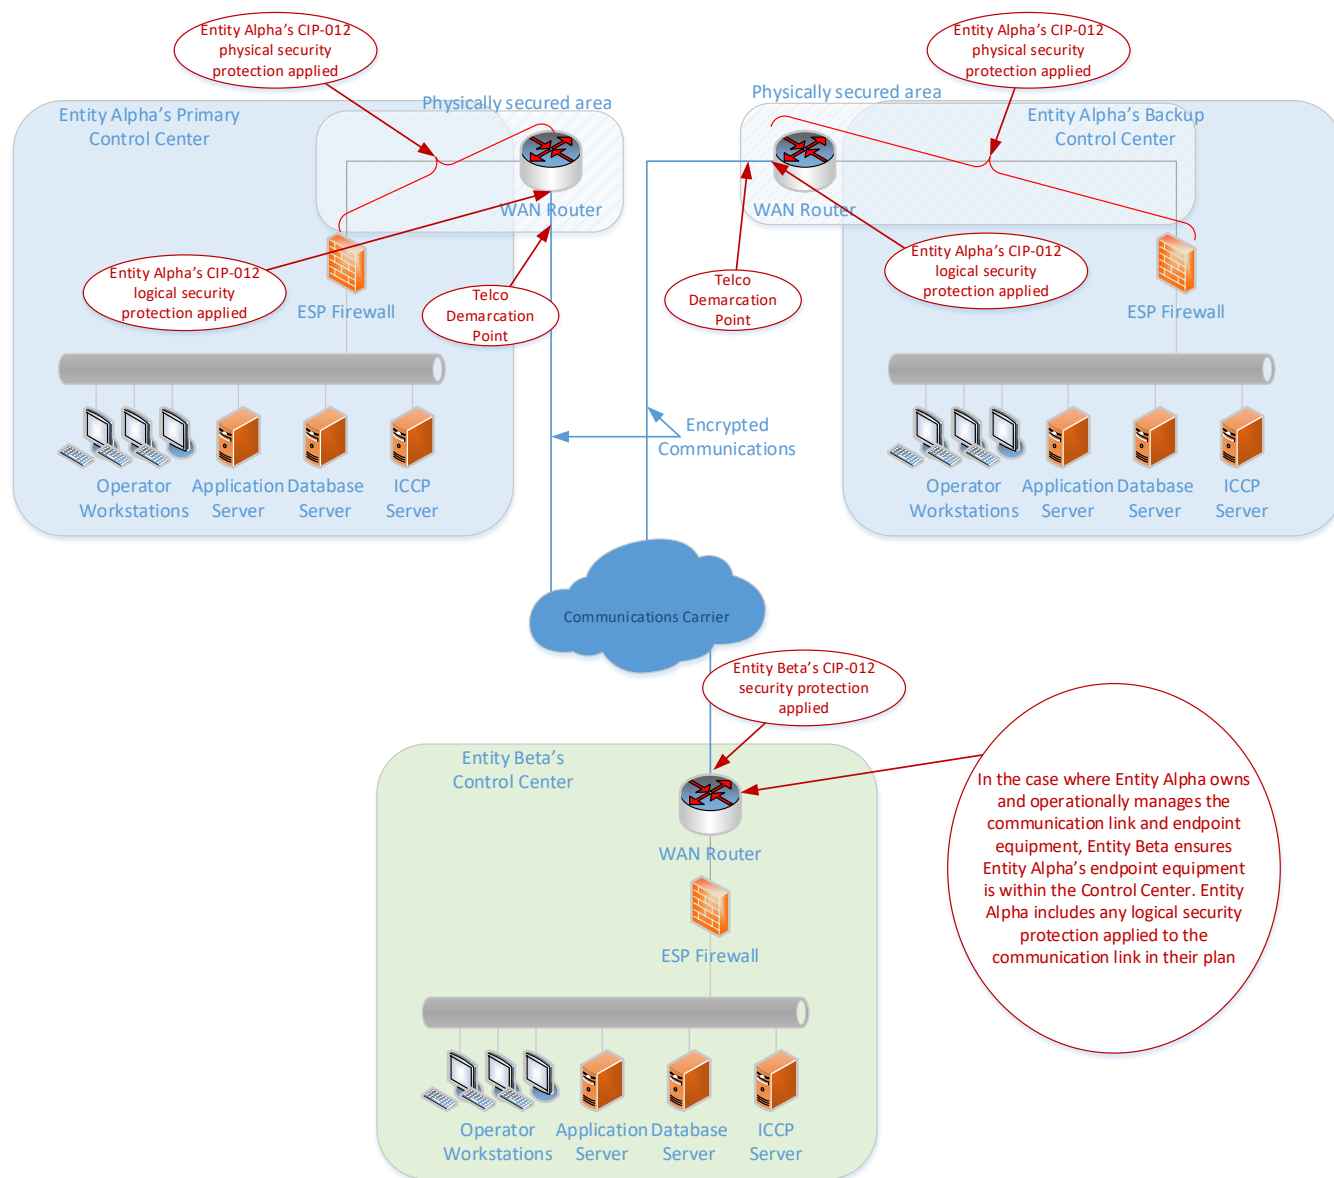 Entity Alpha's CIP-012
physical security
protection applied
Entity Alpha's CIP-012
physical security
protection applied
Physically secured area
Physically secured area
Entity Alpha's Primary
Control Center
Entity Alpha's Backup
Control Center
WAN Router
WAN Router
Entity Alpha's CIP-012
logical security
protection applied
Telco
Demarcation
Point
Telco
Demarcation
Point
Entity Alpha's CIP-012
logical security
protection applied
ESP Firewall
ESP Firewall
Encrypted
Communications
Operator
Workstations
Application
Server
Database
Server
ICCP
Server
Operator
Workstations
Application
Server
Database
Server
ICCP
Server
Communications Carrier
Entity Beta's CIP-012
security protection
applied
Entity Beta's
Control Center
WAN Router
In the case where Entity Alpha owns
and operationally manages the
communication link and endpoint
equipment, Entity Beta ensures
Entity Alpha's endpoint equipment
is within the Control Center. Entity
Alpha includes any logical security
protection applied to the
communication link in their plan
ESP Firewall
Operator
Workstations
Application
Server
Database
Server
ICCP
Server